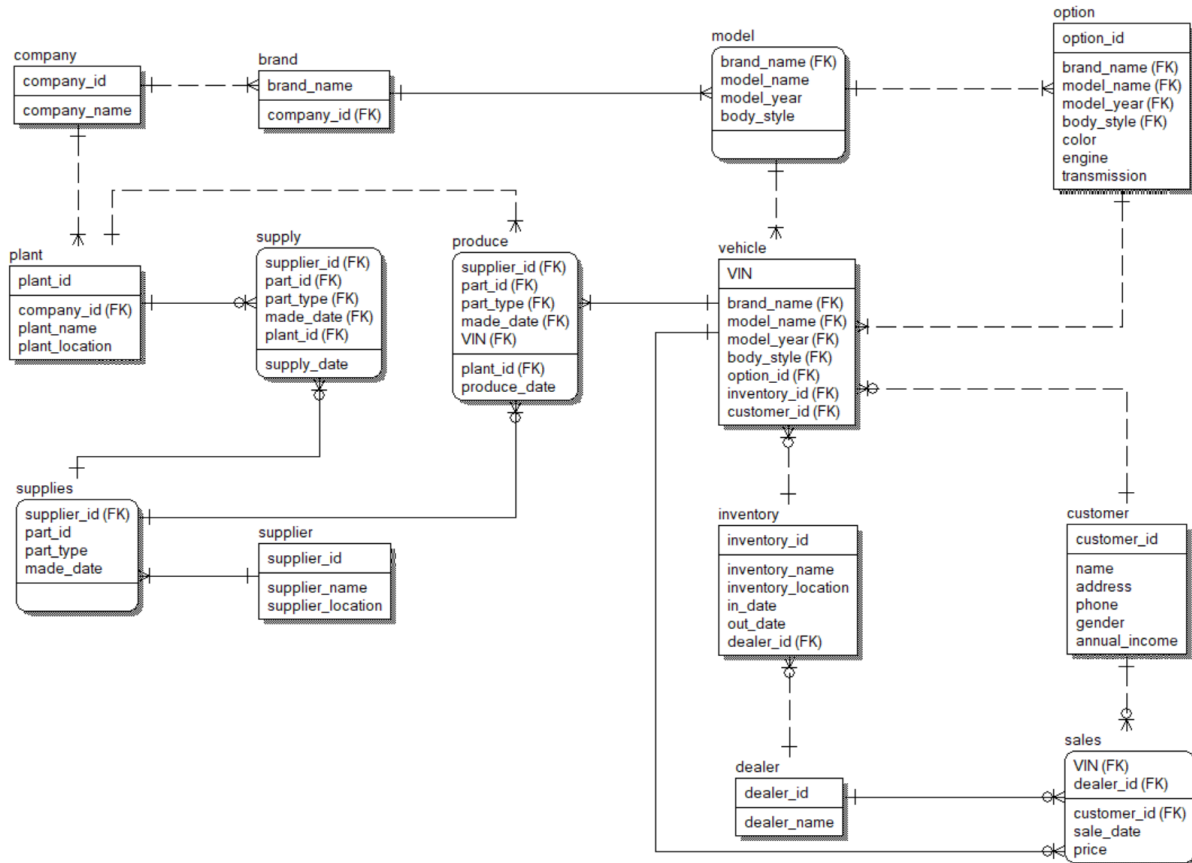 company
company_id
company_name
brand
brand_name
company_id (FK)
model
brand_name (FK)
model_name
model_year
body_style
option
option_id
brand_name (FK)
model_name (FK)
model_year (FK)
body_style (FK)
color
engine
transmission
plant
plant_id
company_id (FK)
plant_name
plant_location
supply
supplier_id (FK)
part_id (FK)
part_type (FK)
made_date (FK)
plant_id (FK)
supply_date
produce
supplier_id (FK)
part_id (FK)
part_type (FK)
made_date (FK)
VIN (FK)
plant_id (FK)
produce_date
vehicle
VIN
brand_name (FK)
model_name (FK)
model_year (FK)
body_style (FK)
option_id (FK)
inventory_id (FK)
customer_id (FK)
supplies
supplier_id (FK)
part_id
part_type
made_date
supplier
supplier_id
supplier_name
supplier_location
inventory
inventory_id
inventory_name
inventory_location
in_date
out_date
dealer_id (FK)
customer
customer_id
name
address
phone
gender
annual_income
dealer
dealer_id
dealer_name
sales
VIN (FK)
dealer_id (FK)
customer_id (FK)
sale_date
price